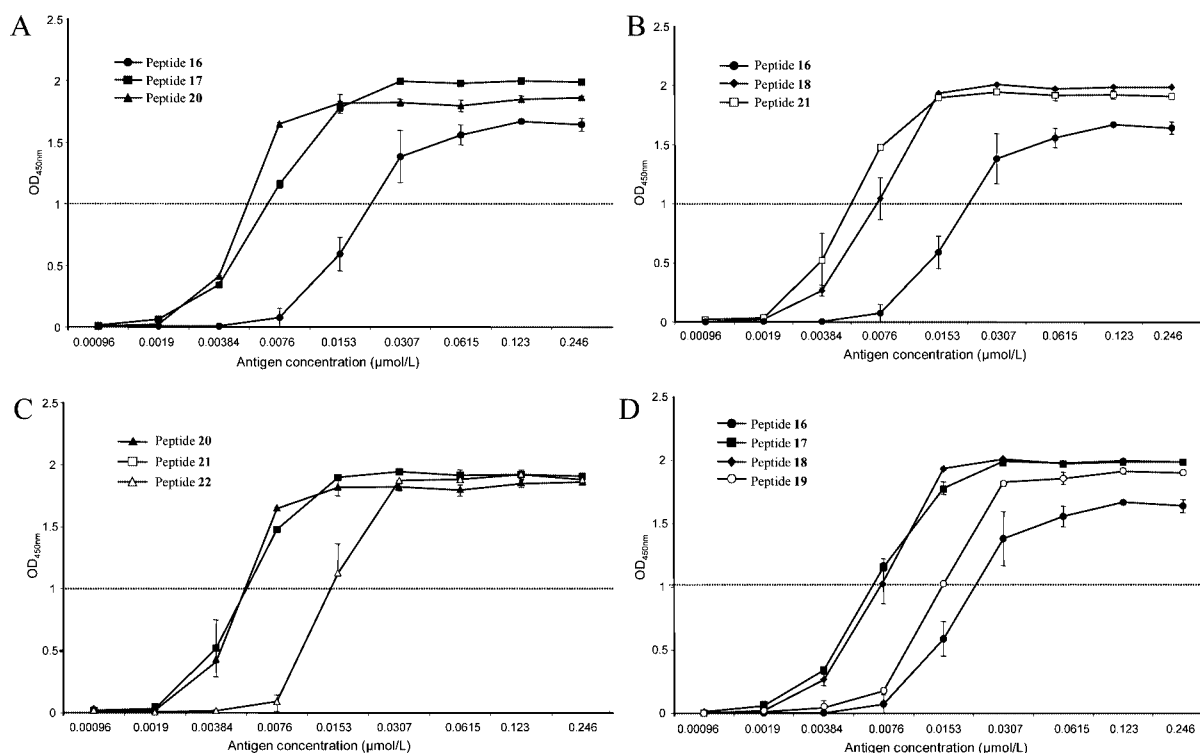 A
Peptide 16
Peptide 17
Peptide 20
OD450nm
2.5
2
1.5
1
0.5
0
0.00096 0.0019 0.00384 0.0076 0.0153 0.0307 0.0615 0.123 0.246
Antigen concentration (µmol/L)
B
Peptide 16
Peptide 18
Peptide 21
OD450nm
2.5
2
1.5
1
0.5
0
0.00096 0.0019 0.00384 0.0076 0.0153 0.0307 0.0615 0.123 0.246
Antigen concentration (µmol/L)
C
Peptide 20
Peptide 21
Peptide 22
OD450nm
2.5
2
1.5
1
0.5
0
0.00096 0.0019 0.00384 0.0076 0.0153 0.0307 0.0615 0.123 0.246
Antigen concentration (µmol/L)
D
Peptide 16
Peptide 17
Peptide 18
Peptide 19
OD450nm
2.5
2
1.5
1
0.5
0
0.00096 0.0019 0.00384 0.0076 0.0153 0.0307 0.0615 0.123 0.246
Antigen concentration (µmol/L)